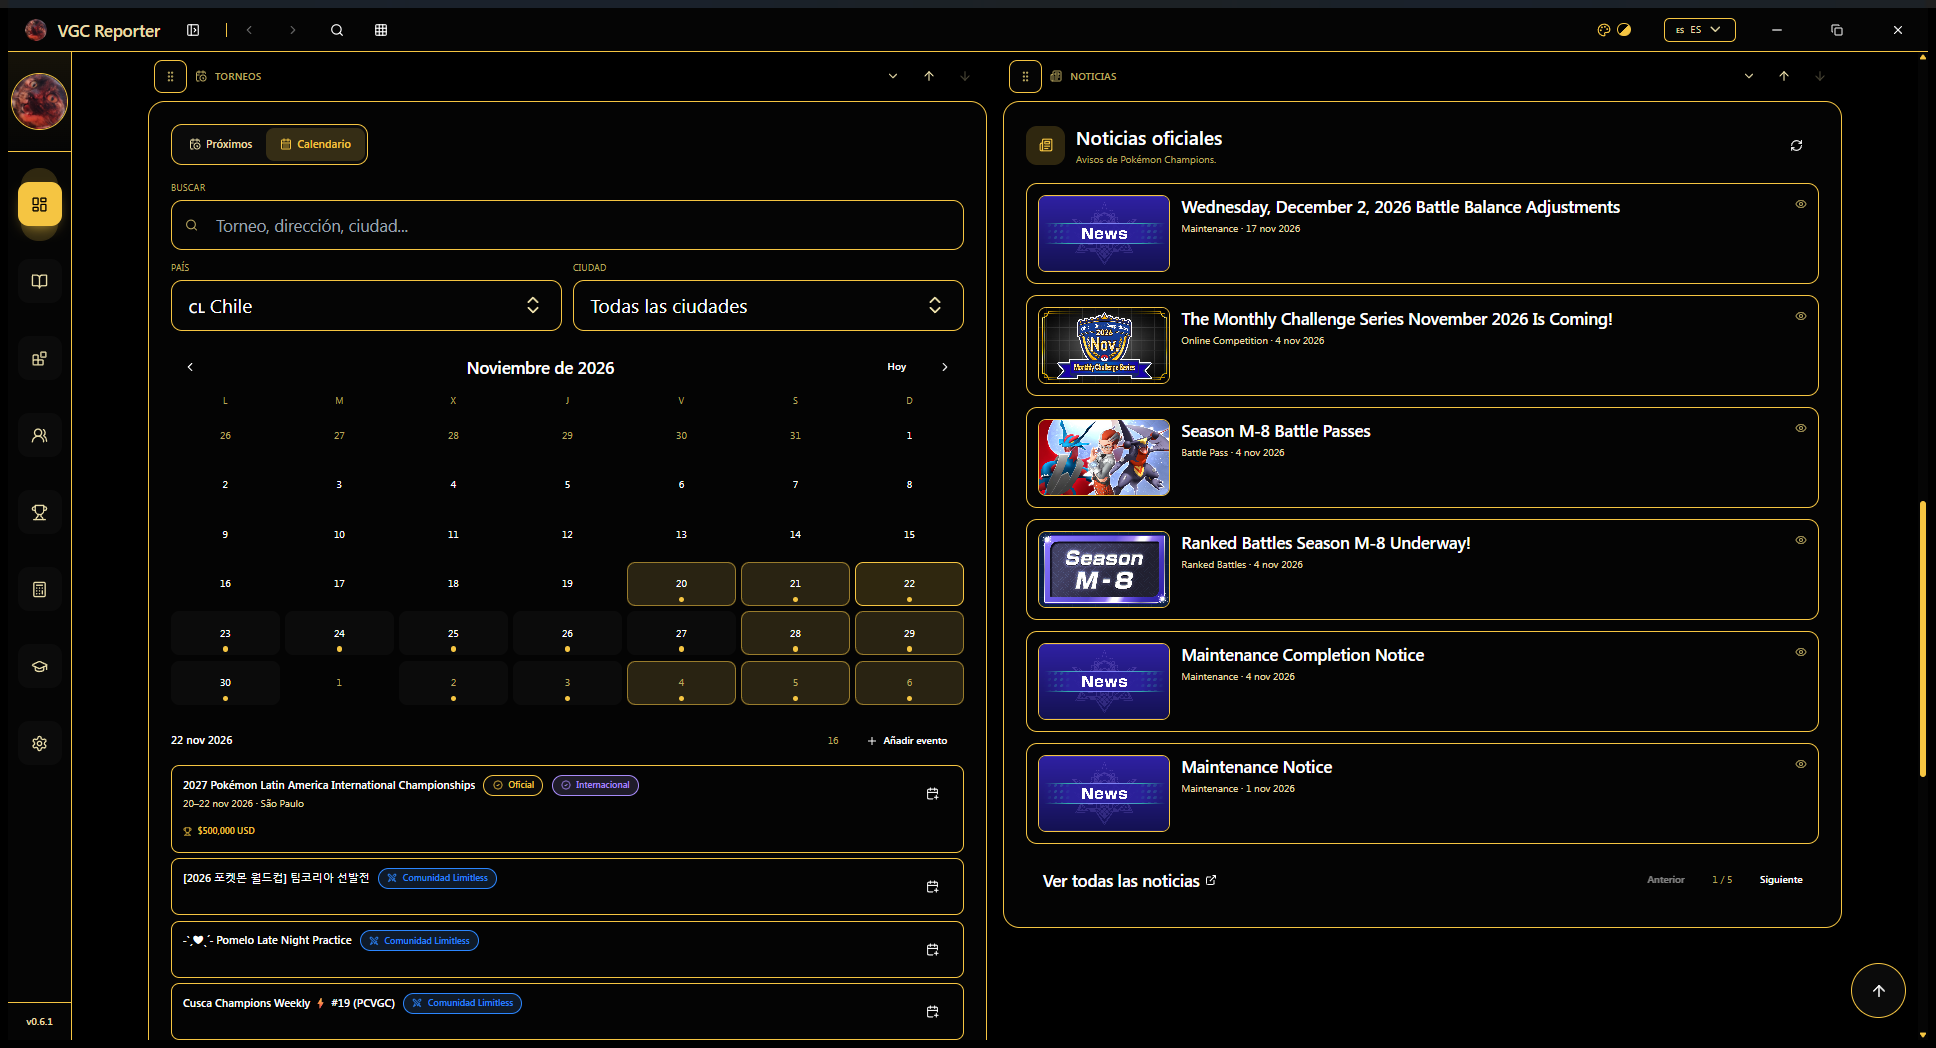 VGC Reporter
ES ES
TORNEOS
Próximos
Calendario
BUSCAR
Torneo, dirección, ciudad...
PAÍS
CIUDAD
CL Chile
Todas las ciudades
Noviembre de 2026
Hoy
L M X J V S D
26 27 28 29 30 31 1
2 3 4 5 6 7 8
9 10 11 12 13 14 15
16 17 18 19 20 21 22
23 24 25 26 27 28 29
30 1 2 3 4 5 6
22 nov 2026
16
+ Añadir evento
2027 Pokémon Latin America International Championships
Oficial
Internacional
20–22 nov 2026 · São Paulo
$500,000 USD
[2026 포켓몬 월드컵] 팀코리아 선발전
Comunidad Limitless
Pomelo Late Night Practice
Comunidad Limitless
Cusca Champions Weekly ⚡ #19 (PCVGC)
Comunidad Limitless
v0.6.1
NOTICIAS
Noticias oficiales
Avisos de Pokémon Champions.
News
Wednesday, December 2, 2026 Battle Balance Adjustments
Maintenance · 17 nov 2026
2026
Nov.
Monthly Challenge Series
The Monthly Challenge Series November 2026 Is Coming!
Online Competition · 4 nov 2026
Season M-8 Battle Passes
Battle Pass · 4 nov 2026
Season
M-8
Ranked Battles Season M-8 Underway!
Ranked Battles · 4 nov 2026
News
Maintenance Completion Notice
Maintenance · 4 nov 2026
News
Maintenance Notice
Maintenance · 1 nov 2026
Ver todas las noticias
Anterior
1 / 5
Siguiente